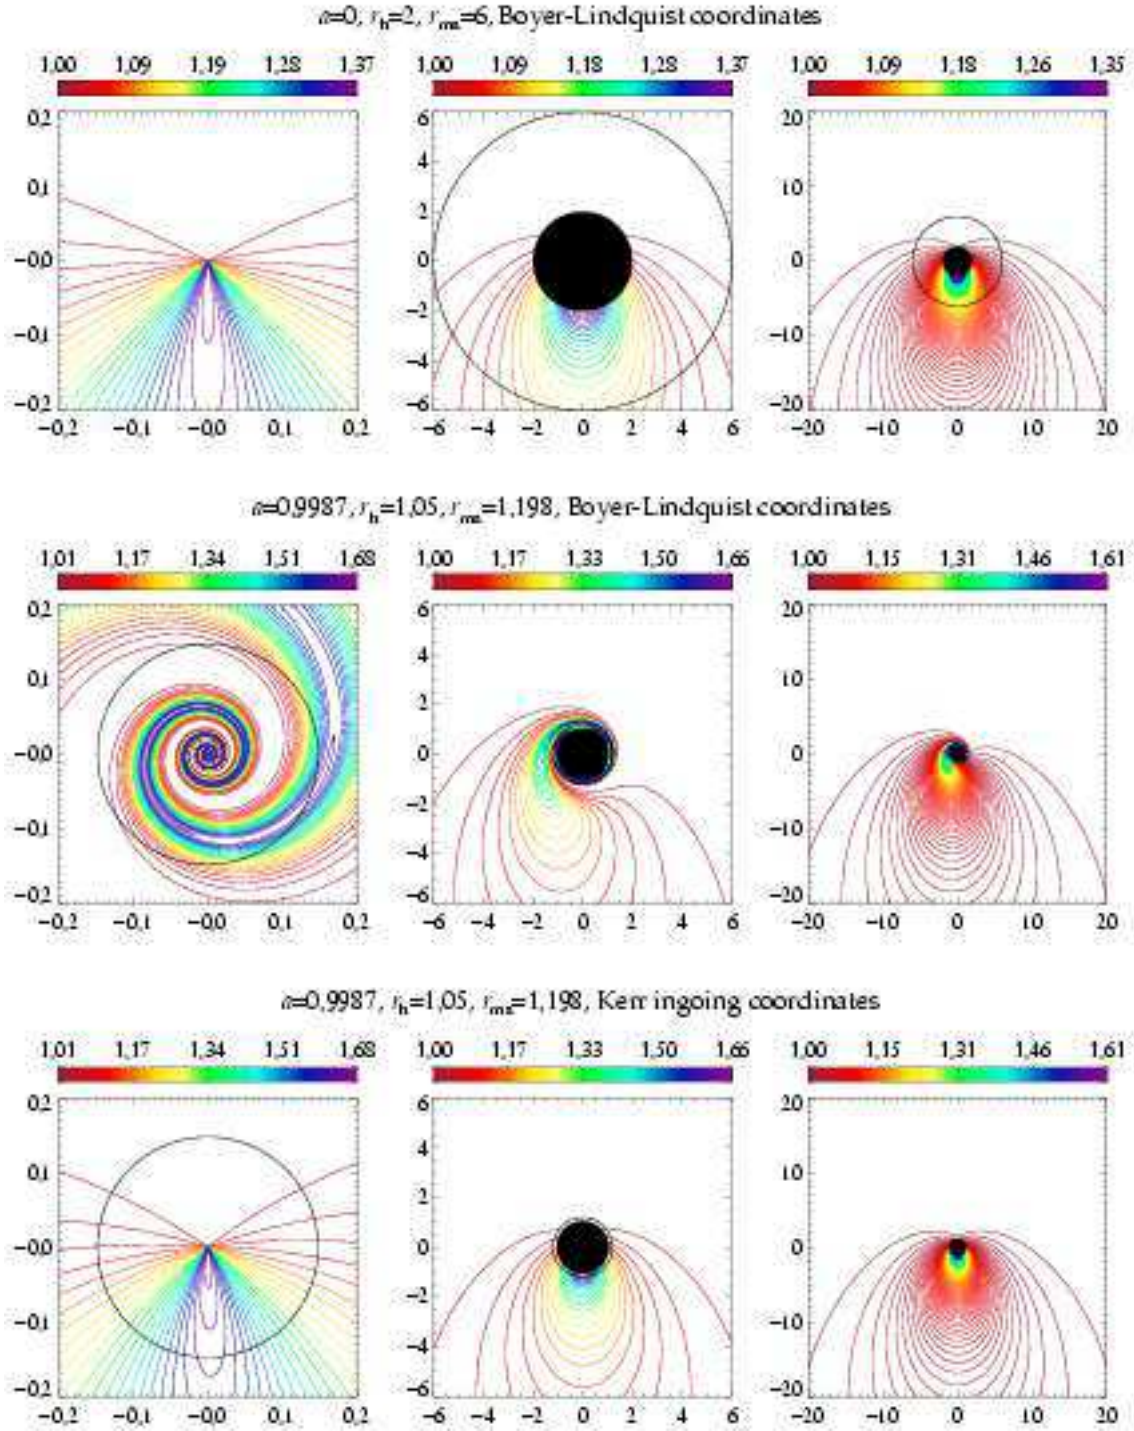 a=0, rh=2, rms=6, Boyer-Lindquist coordinates
1,00 1,09 1,19 1,28 1,37 1,00 1,09 1,18 1,28 1,37 1,00 1,09 1,18 1,26 1,35
0,2 6 20
0,1 4 10
2
−0,0 0 0
−2
−0,1 −4 −10
−0,2 −6 −20
−0,2 −0,1 −0,0 0,1 0,2 −6 −4 −2 0 2 4 6 −20 −10 0 10 20
a=0,9987, rh=1,05, rms=1,198, Boyer-Lindquist coordinates
1,01 1,17 1,34 1,51 1,68 1,00 1,17 1,33 1,50 1,66 1,00 1,15 1,31 1,46 1,61
0,2 6 20
0,1 4 10
2
−0,0 0 0
−2
−0,1 −4 −10
−0,2 −6 −20
−0,2 −0,1 −0,0 0,1 0,2 −6 −4 −2 0 2 4 6 −20 −10 0 10 20
a=0,9987, rh=1,05, rms=1,198, Kerr ingoing coordinates
1,01 1,17 1,34 1,51 1,68 1,00 1,17 1,33 1,50 1,66 1,00 1,15 1,31 1,46 1,61
0,2 6 20
0,1 4 10
2
−0,0 0 0
−2
−0,1 −4 −10
−0,2 −6 −20
−0,2 −0,1 −0,0 0,1 0,2 −6 −4 −2 0 2 4 6 −20 −10 0 10 20